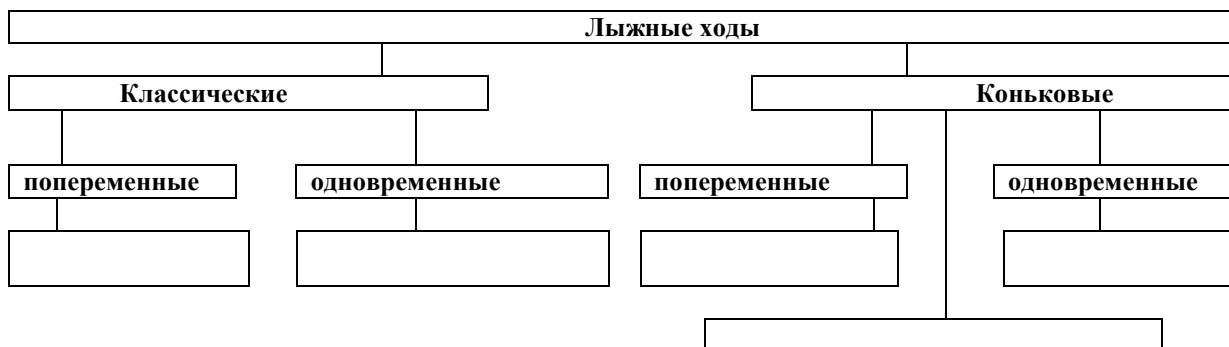 Лыжные ходы
Классические
Коньковые
попеременные
одновременные
попеременные
одновременные